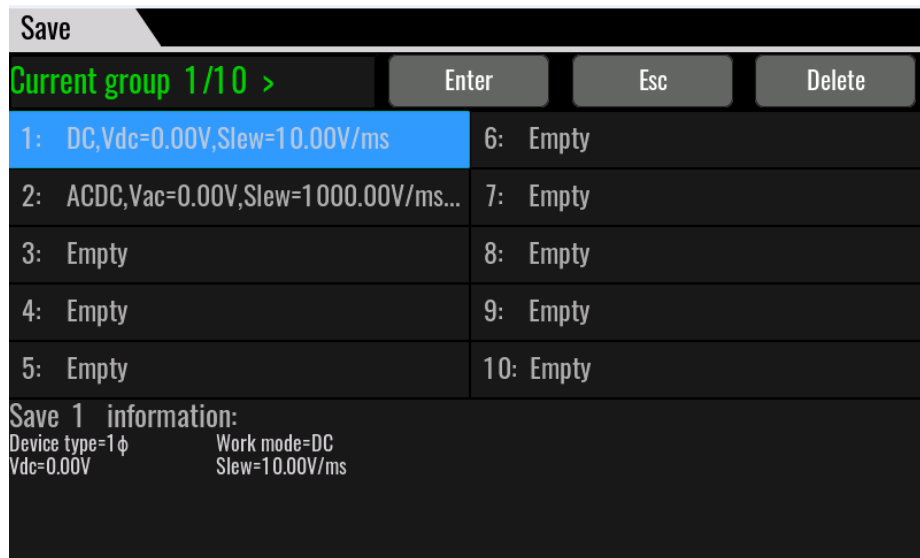 Save
Current group 1/10 > Enter Esc Delete
1: DC,Vdc=0.00V,Slew=10.00V/ms 6: Empty
2: ACDC,Vac=0.00V,Slew=1000.00V/ms... 7: Empty
3: Empty 8: Empty
4: Empty 9: Empty
5: Empty 10: Empty
Save 1 information:
Device type=1ϕ Work mode=DC
Vdc=0.00V Slew=10.00V/ms